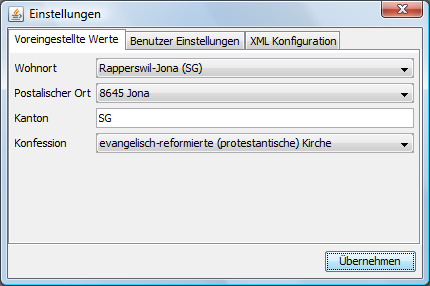 Einstellungen
Voreingestellte Werte Benutzer Einstellungen XML Konfiguration
Wohnort Rapperswil-Jona (SG)
Postalischer Ort 8645 Jona
Kanton SG
Konfession evangelisch-reformierte (protestantische) Kirche
Übernehmen